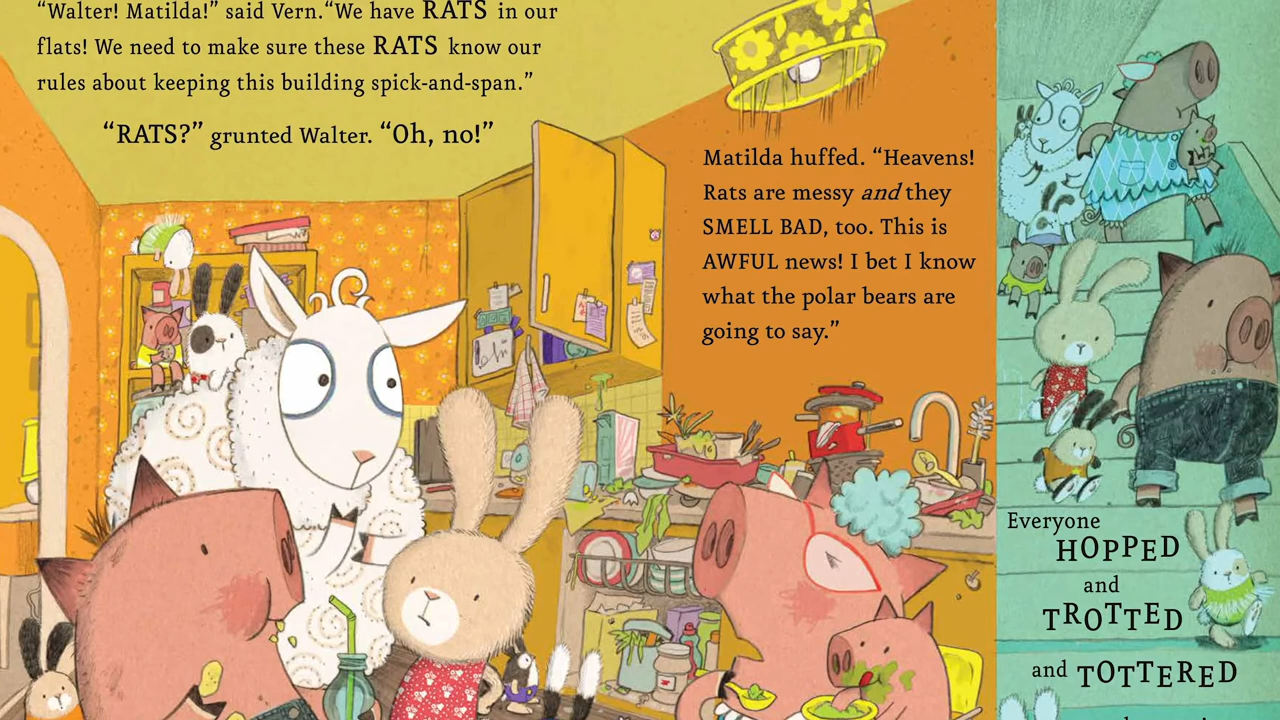 “Walter! Matilda!” said Vern.“We have RATS in our
flats! We need to make sure these RATS know our
rules about keeping this building spick-and-span.”
“RATS?” grunted Walter. “Oh, no!”
Matilda huffed. “Heavens!
Rats are messy and they
SMELL BAD, too. This is
AWFUL news! I bet I know
what the polar bears are
going to say.”
Everyone
HOPPED
and
TROTTED
and TOTTERED